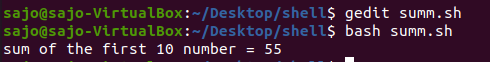 sajo@sajo-VirtualBox:~/Desktop/shell$ gedit summ.sh
sajo@sajo-VirtualBox:~/Desktop/shell$ bash summ.sh
sum of the first 10 number = 55